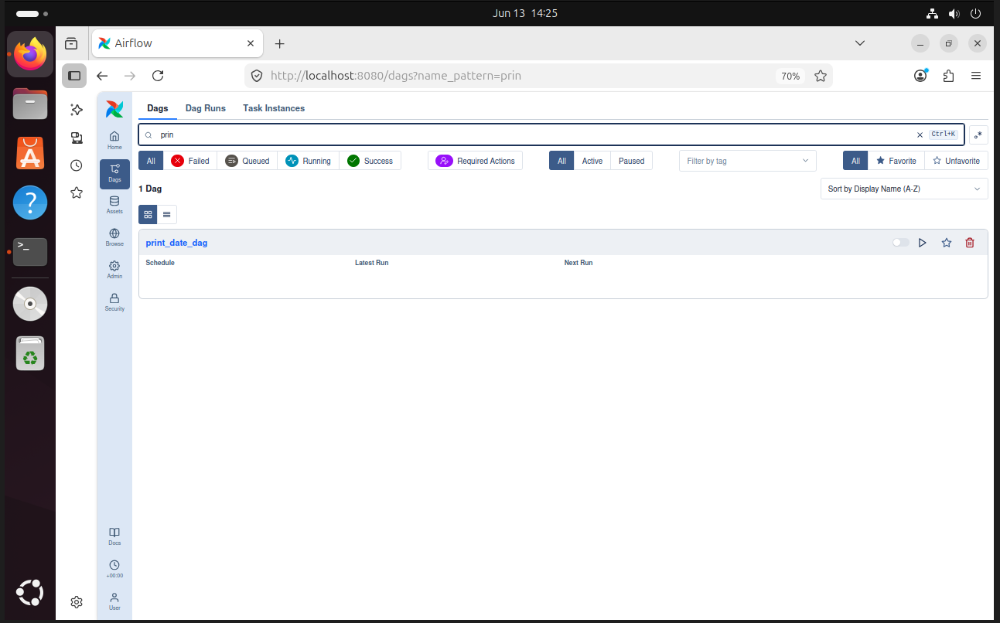 Jun 13 14:25
Airflow
http://localhost:8080/dags?name_pattern=prin
70%
Dags Dag Runs Task Instances
prin
Ctrl+K
.*
All Failed Queued Running Success Required Actions All Active Paused Filter by tag All Favorite Unfavorite
1 Dag
Sort by Display Name (A-Z)
print_date_dag
Schedule Latest Run Next Run
Home
Dags
Assets
Browse
Admin
Security
Docs
+00:00
User